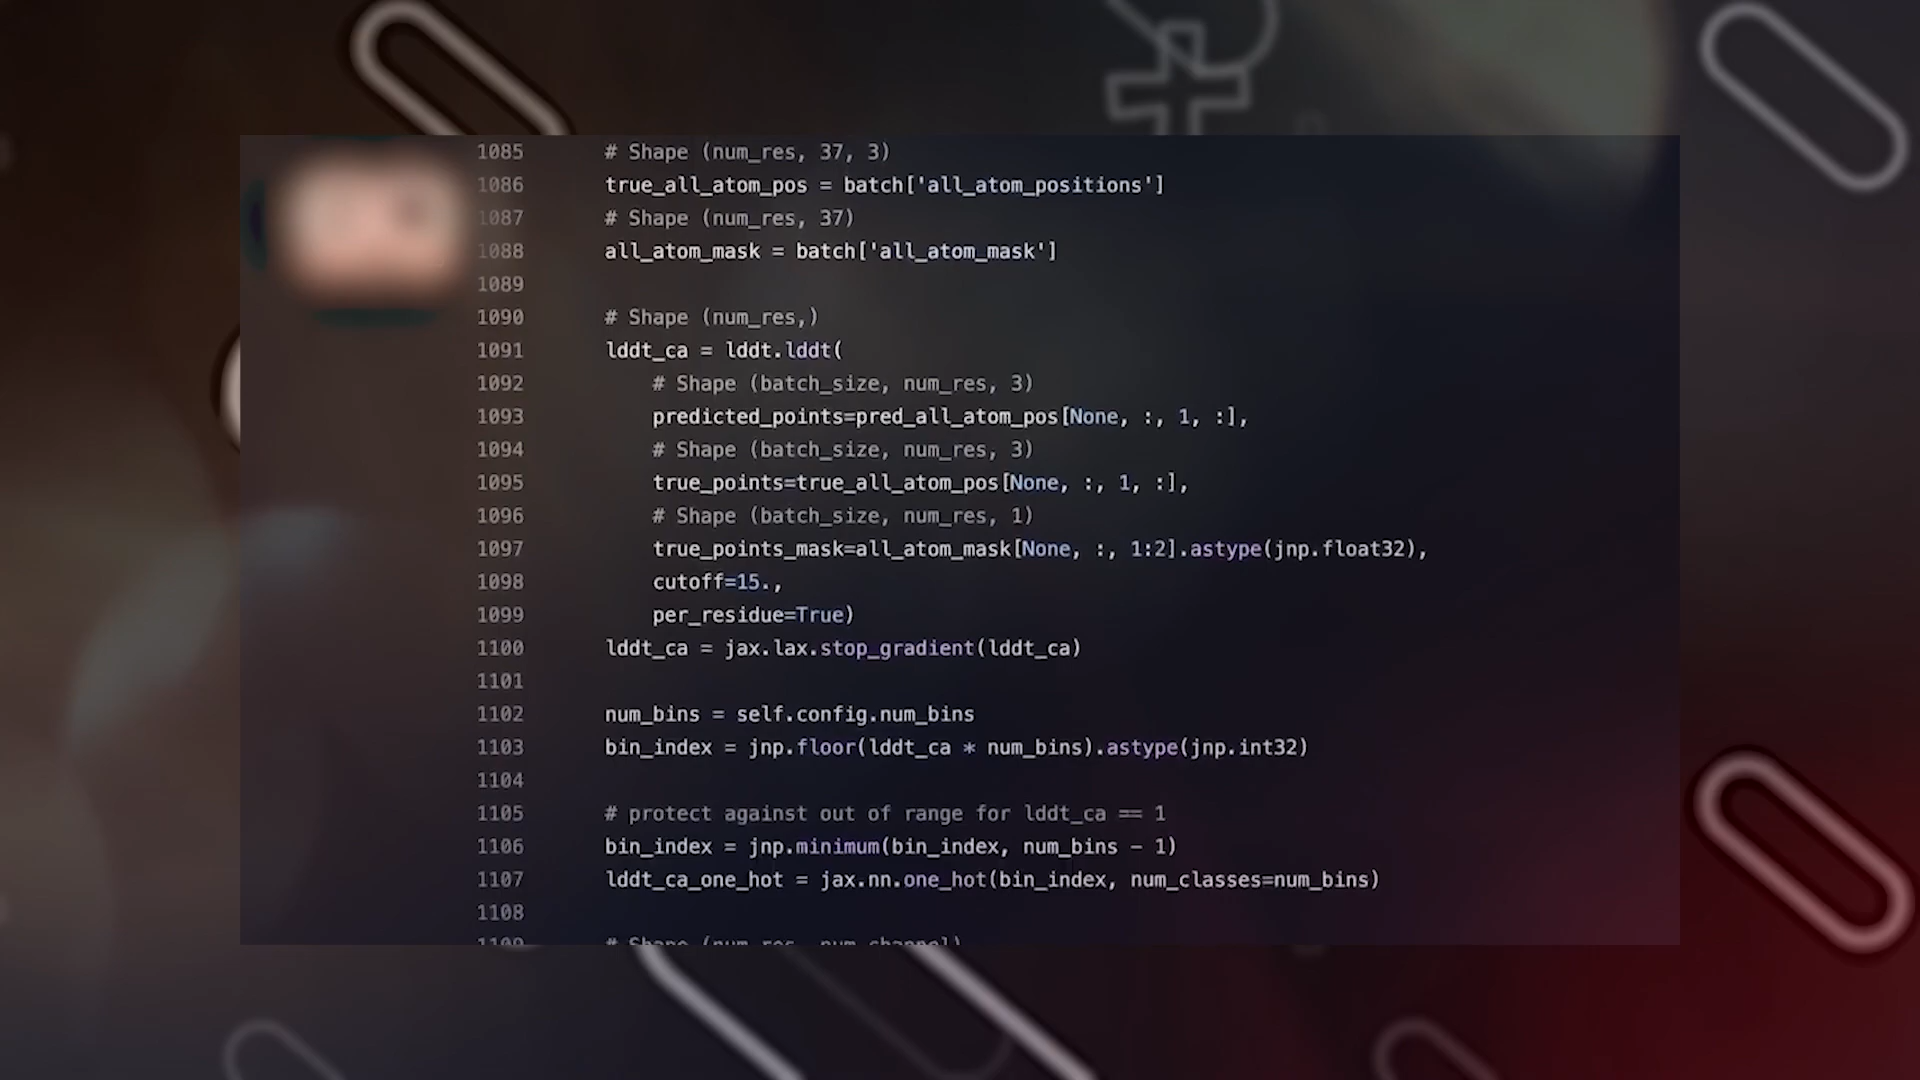 1085 # Shape (num_res, 37, 3)
1086 true_all_atom_pos = batch['all_atom_positions']
1087 # Shape (num_res, 37)
1088 all_atom_mask = batch['all_atom_mask']
1089
1090 # Shape (num_res,)
1091 lddt_ca = lddt.lddt(
1092 # Shape (batch_size, num_res, 3)
1093 predicted_points=pred_all_atom_pos[None, :, 1, :],
1094 # Shape (batch_size, num_res, 3)
1095 true_points=true_all_atom_pos[None, :, 1, :],
1096 # Shape (batch_size, num_res, 1)
1097 true_points_mask=all_atom_mask[None, :, 1:2].astype(jnp.float32),
1098 cutoff=15.,
1099 per_residue=True)
1100 lddt_ca = jax.lax.stop_gradient(lddt_ca)
1101
1102 num_bins = self.config.num_bins
1103 bin_index = jnp.floor(lddt_ca * num_bins).astype(jnp.int32)
1104
1105 # protect against out of range for lddt_ca == 1
1106 bin_index = jnp.minimum(bin_index, num_bins - 1)
1107 lddt_ca_one_hot = jax.nn.one_hot(bin_index, num_classes=num_bins)
1108
1109 # Shape (num_res, num_channel)